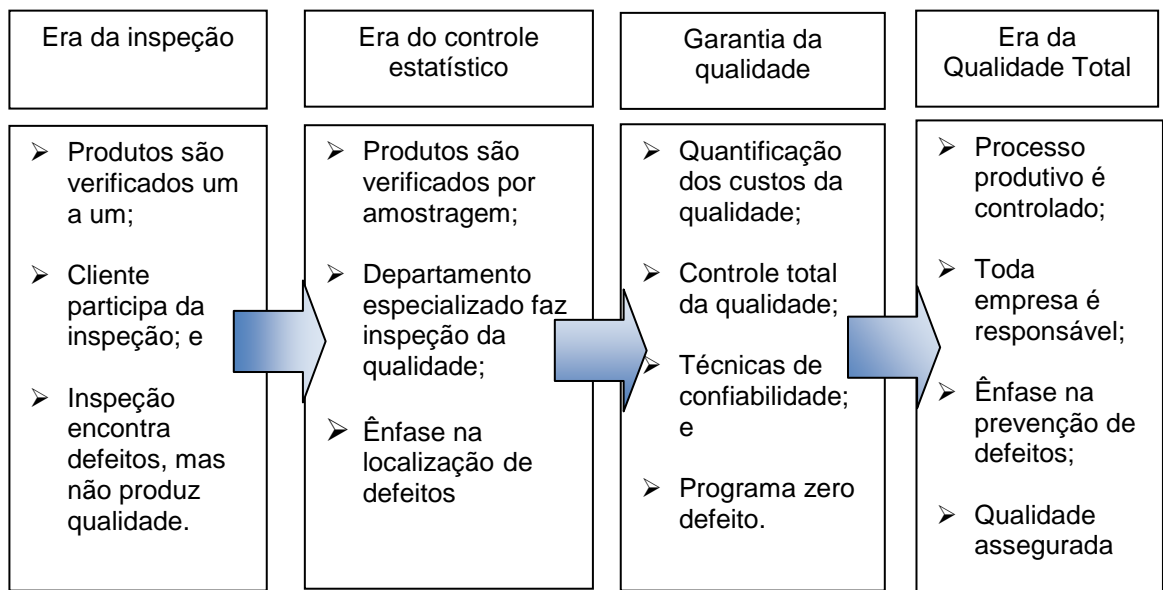 Era da inspeção
Era do controle
estatístico
Garantia da
qualidade
Era da
Qualidade Total
➢ Produtos são
verificados um
a um;
➢ Cliente
participa da
inspeção; e
➢ Inspeção
encontra
defeitos, mas
não produz
qualidade.
➢ Produtos são
verificados por
amostragem;
➢ Departamento
especializado faz
inspeção da
qualidade;
➢ Ênfase na
localização de
defeitos
➢ Quantificação
dos custos da
qualidade;
➢ Controle total
da qualidade;
➢ Técnicas de
confiabilidade;
e
➢ Programa zero
defeito.
➢ Processo
produtivo é
controlado;
➢ Toda
empresa é
responsável;
➢ Ênfase na
prevenção de
defeitos;
➢ Qualidade
assegurada